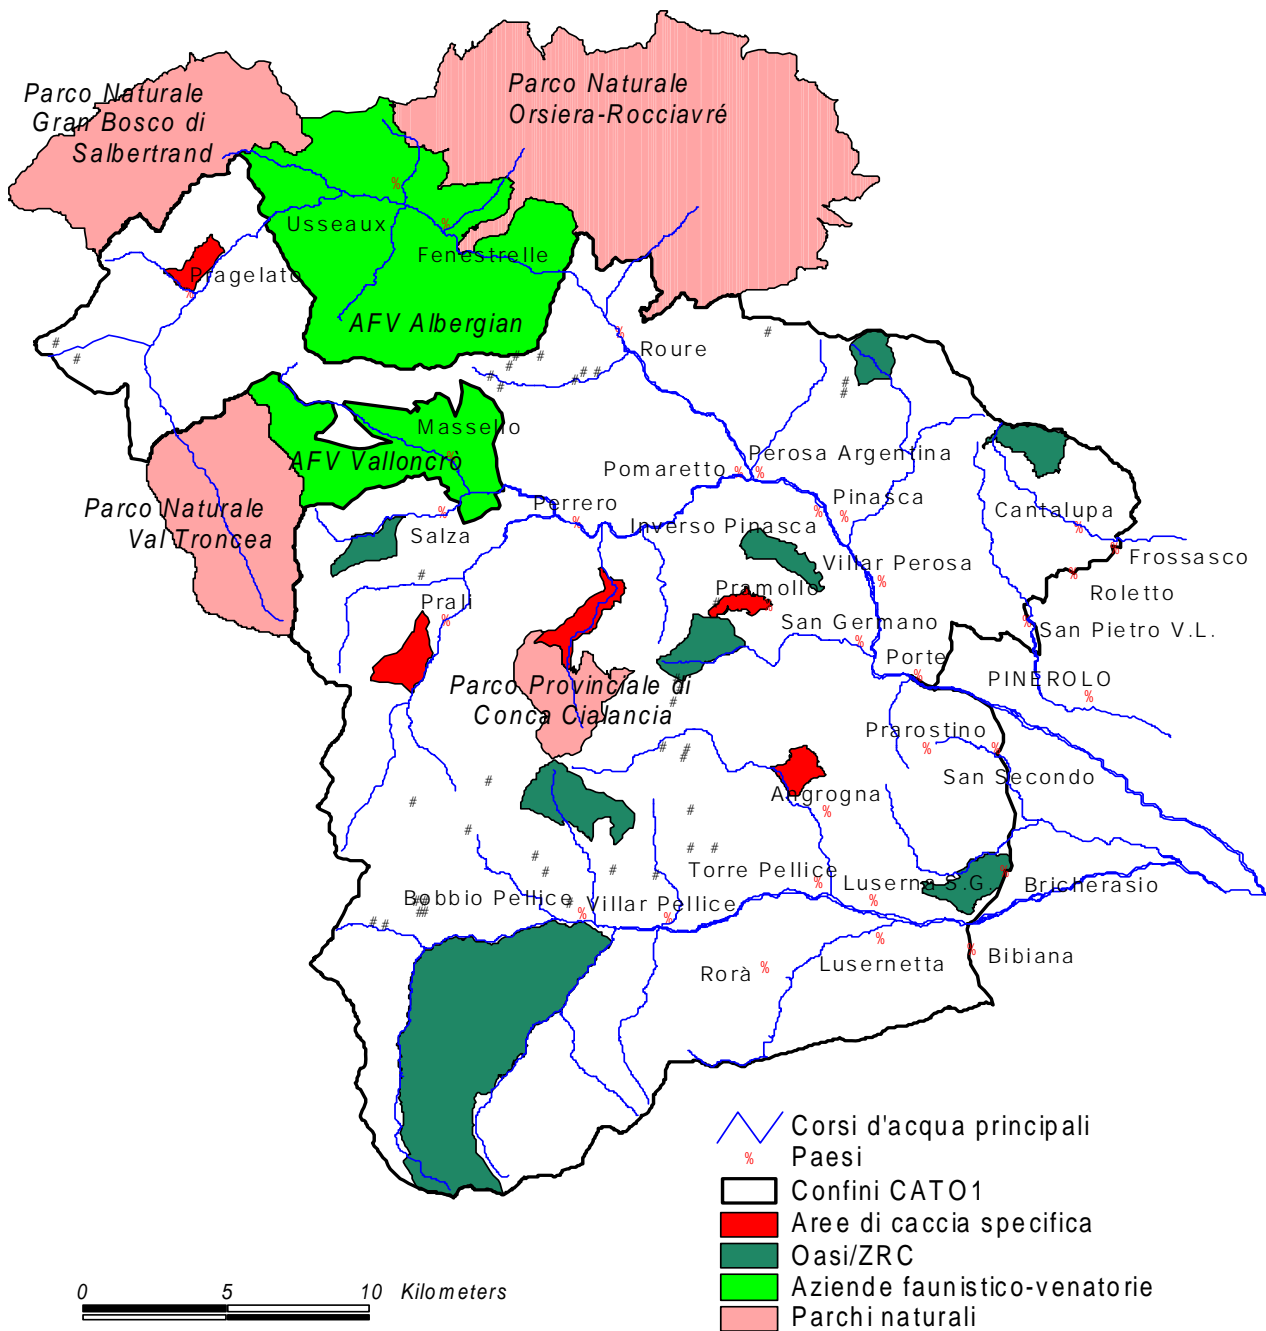 Parco Naturale
Gran Bosco di
Salbertrand
Parco Naturale
Orsiera-Rocciavré
Usseaux
Fenestrelle
Pragelato
AFV Albergian
Roure
Massello
AFV Valloncrò
Pomaretto
Perosa Argentina
Pinasca
Parco Naturale
Val Troncea
Perrero
Inverso Pinasca
Cantalupa
Salza
Frossasco
Villar Perosa
Pramollo
Roletto
Prali
San Germano
San Pietro V.L.
Porte
Parco Provinciale di
Conca Cialancia
PINEROLO
Prarostino
San Secondo
Angrogna
Torre Pellice
Luserna S.G.
Bricherasio
Bobbio Pellice
Villar Pellice
Rorà
Lusernetta
Bibiana
Corsi d'acqua principali
% Paesi
Confini CATO1
Aree di caccia specifica
Oasi/ZRC
Aziende faunistico-venatorie
Parchi naturali
0 5 10 Kilometers